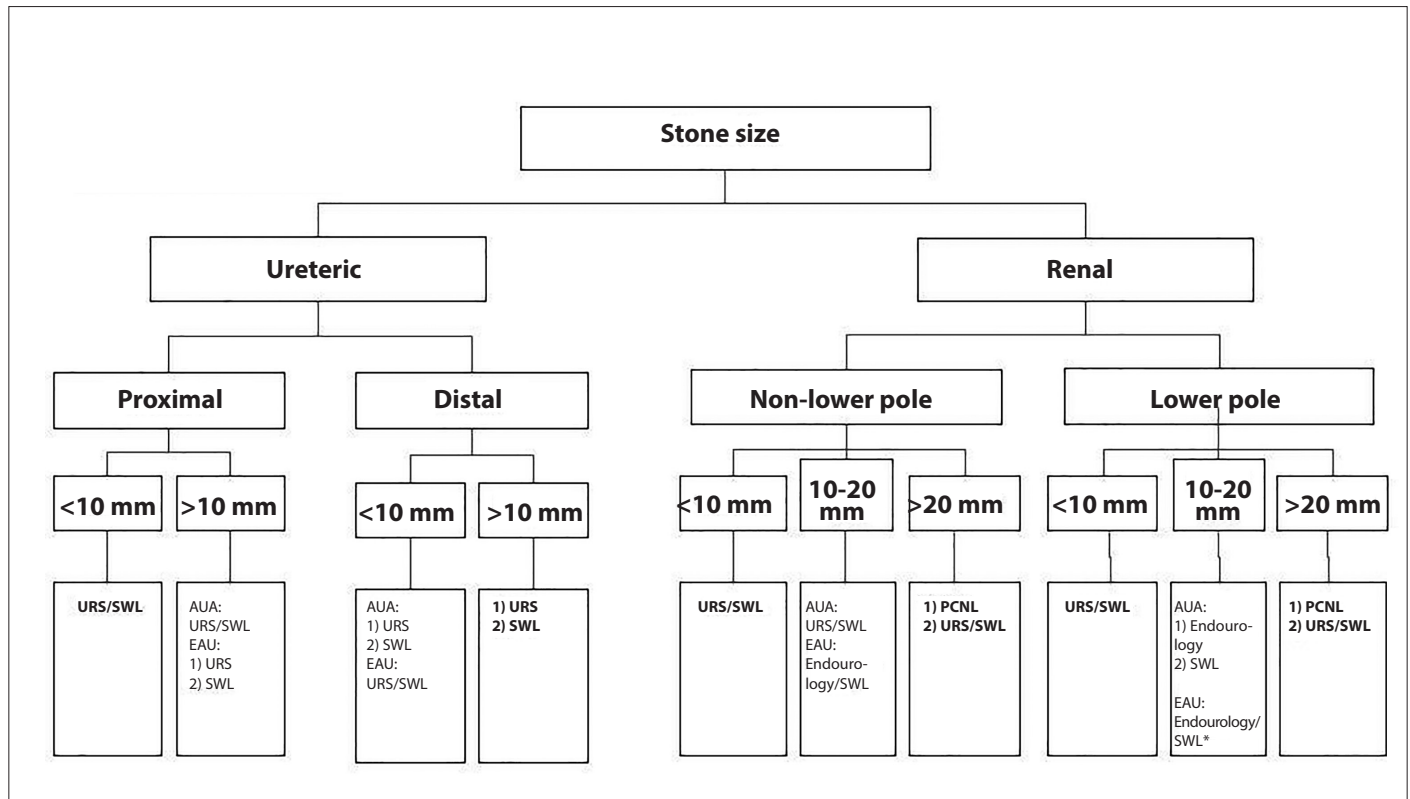 Stone size
Ureteric
Renal
Proximal
Distal
Non-lower pole
Lower pole
<10 mm
>10 mm
<10 mm
>10 mm
<10 mm
10-20
mm
>20 mm
<10 mm
10-20
mm
>20 mm
URS/SWL
AUA:
URS/SWL
EAU:
1) URS
2) SWL
AUA:
1) URS
2) SWL
EAU:
URS/SWL
1) URS
2) SWL
URS/SWL
AUA:
URS/SWL
EAU:
Endouro-
logy/SWL
1) PCNL
2) URS/SWL
URS/SWL
AUA:
1) Endouro-
logy
2) SWL
EAU:
Endourology/
SWL*
1) PCNL
2) URS/SWL